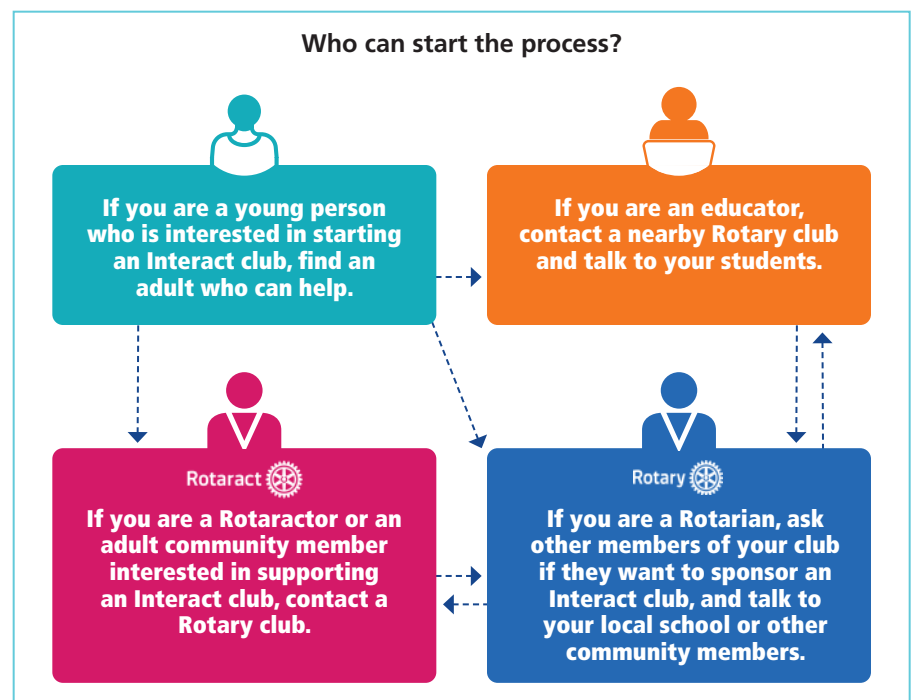 Who can start the process?
If you are a young person
who is interested in starting
an Interact club, find an
adult who can help.
If you are an educator,
contact a nearby Rotary club
and talk to your students.
Rotaract
If you are a Rotaractor or an
adult community member
interested in supporting
an Interact club, contact a
Rotary club.
Rotary
If you are a Rotarian, ask
other members of your club
if they want to sponsor an
Interact club, and talk to
your local school or other
community members.